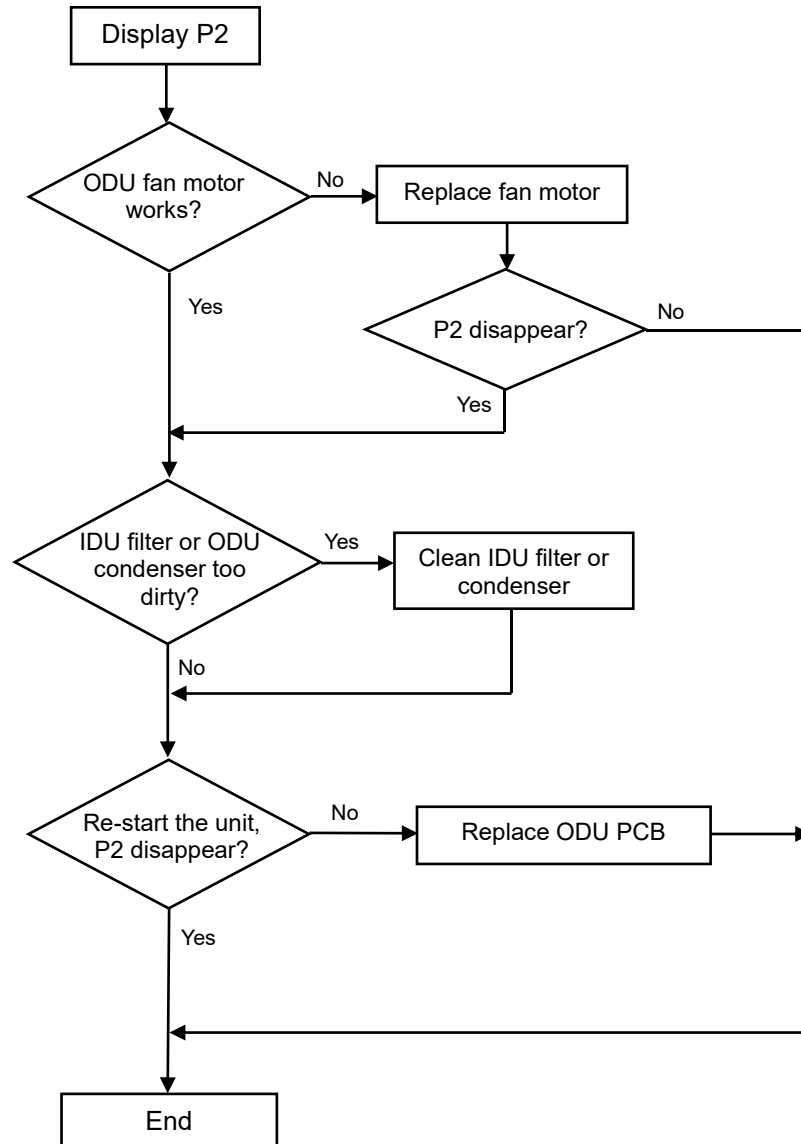 Display P2
ODU fan motor
works?
No
Replace fan motor
Yes
P2 disappear?
No
Yes
IDU filter or ODU
condenser too
dirty?
Yes
Clean IDU filter or
condenser
No
Re-start the unit,
P2 disappear?
No
Replace ODU PCB
Yes
End